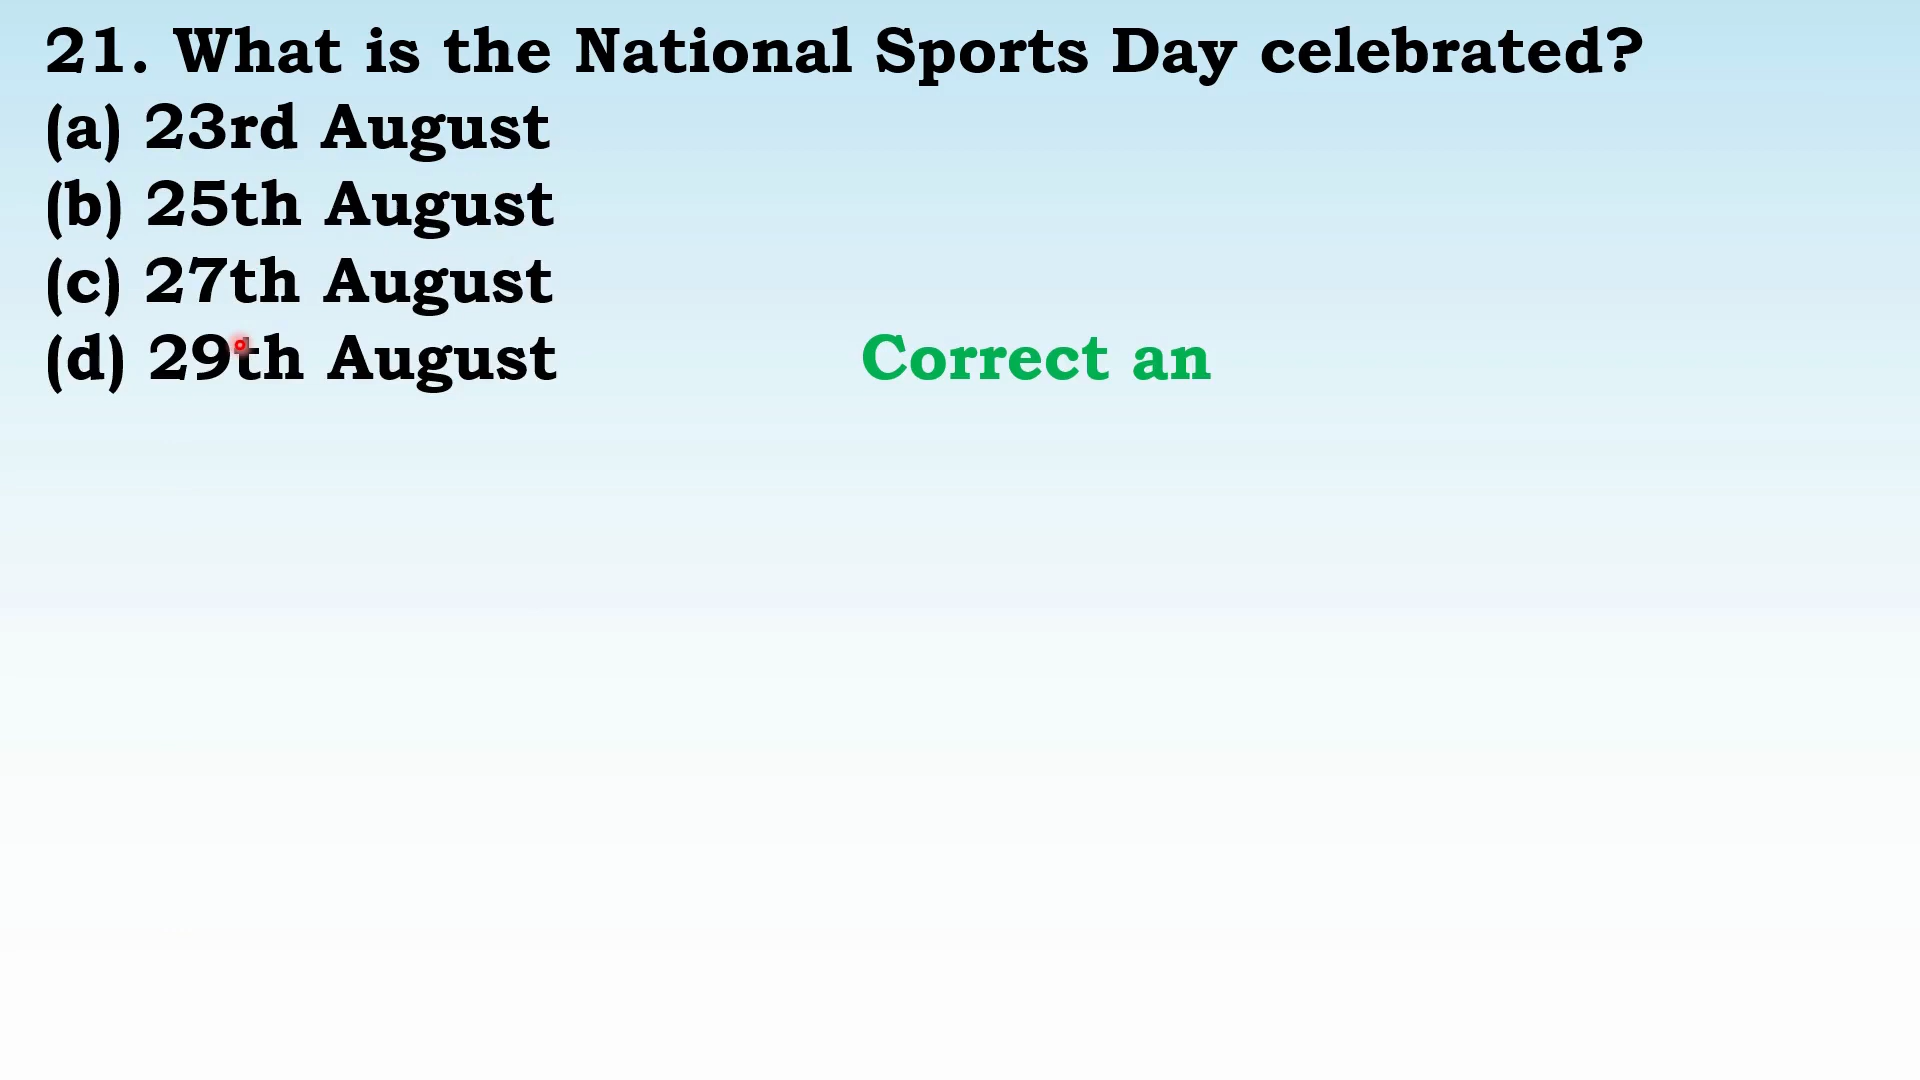 21. What is the National Sports Day celebrated?
(a) 23rd August
(b) 25th August
(c) 27th August
(d) 29th August Correct an